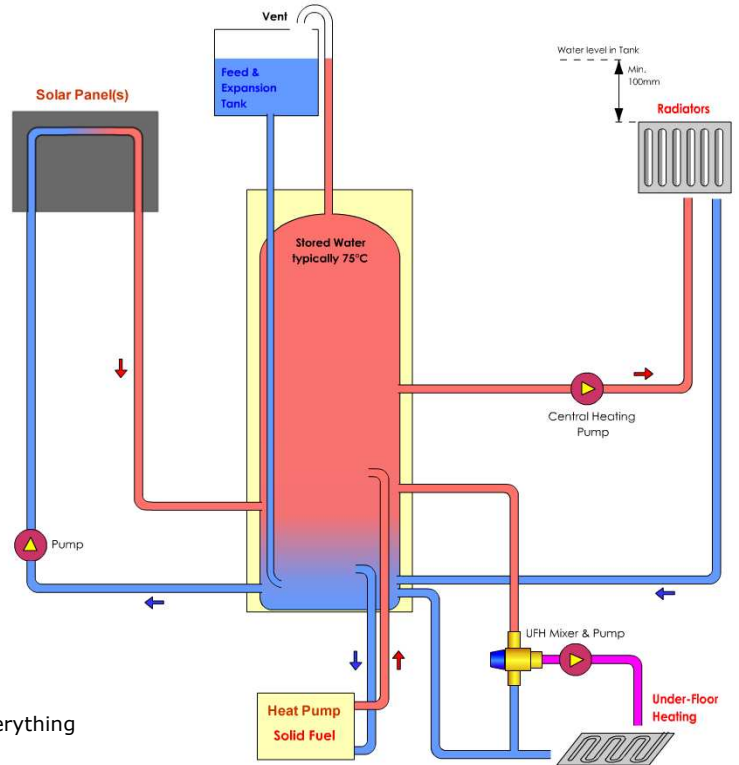 Vent
Water level in Tank
Min.
100mm
Feed &
Expansion
Tank
Solar Panel(s)
Radiators
Stored Water
typically 75°C
Central Heating
Pump
Pump
UFH Mixer & Pump
Heat Pump
Solid Fuel
Under-Floor
Heating
erything